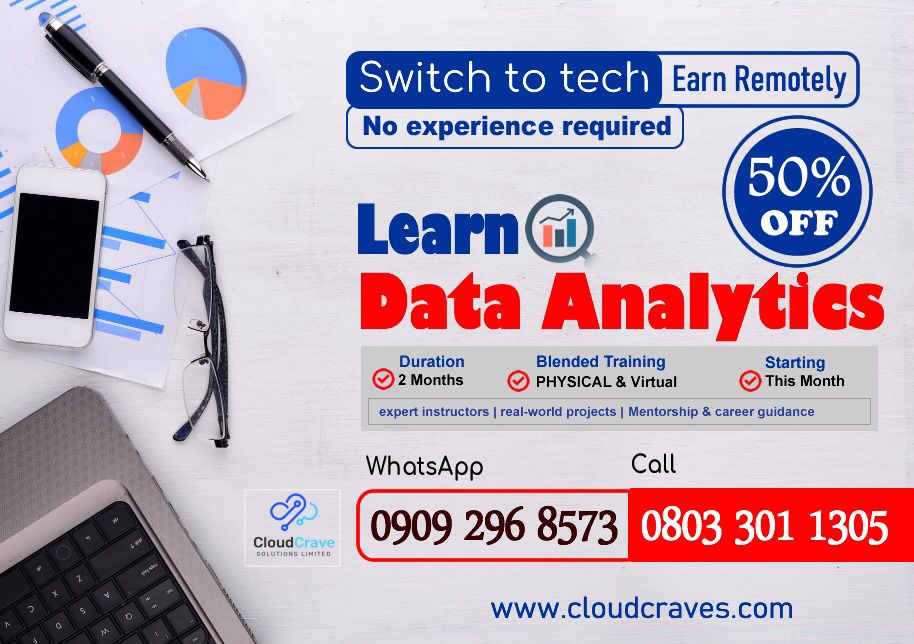 Switch to tech Earn Remotely
No experience required
50%
OFF
Learn
Data Analytics
Duration
2 Months
Blended Training
PHYSICAL & Virtual
Starting
This Month
expert instructors | real-world projects | Mentorship & career guidance
WhatsApp
0909 296 8573
Call
0803 301 1305
CloudCrave
SOLUTIONS LIMITED
www.cloudcraves.com